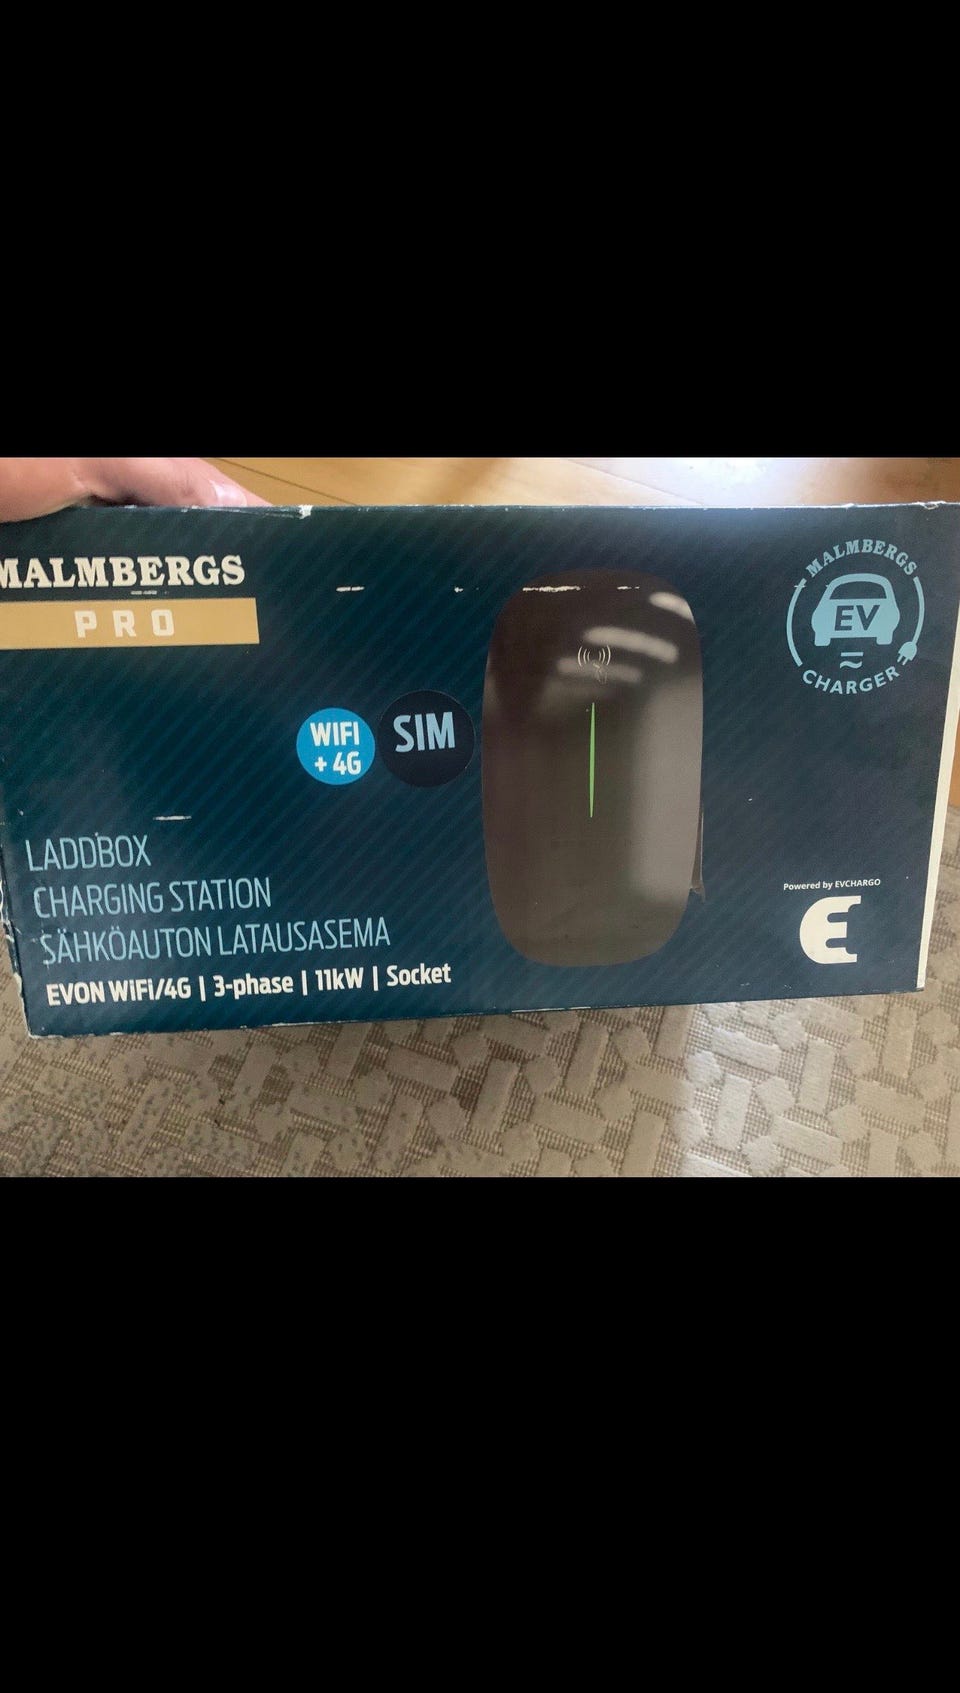 MALMBERGS
PRO
MALMBERGS
EV
CHARGER
WIFI
+ 4G
SIM
LADDBOX
CHARGING STATION
SÄHKÖAUTON LATAUSASEMA
EVON WiFi/4G | 3-phase | 11kW | Socket
Powered by EVCHARGO
E